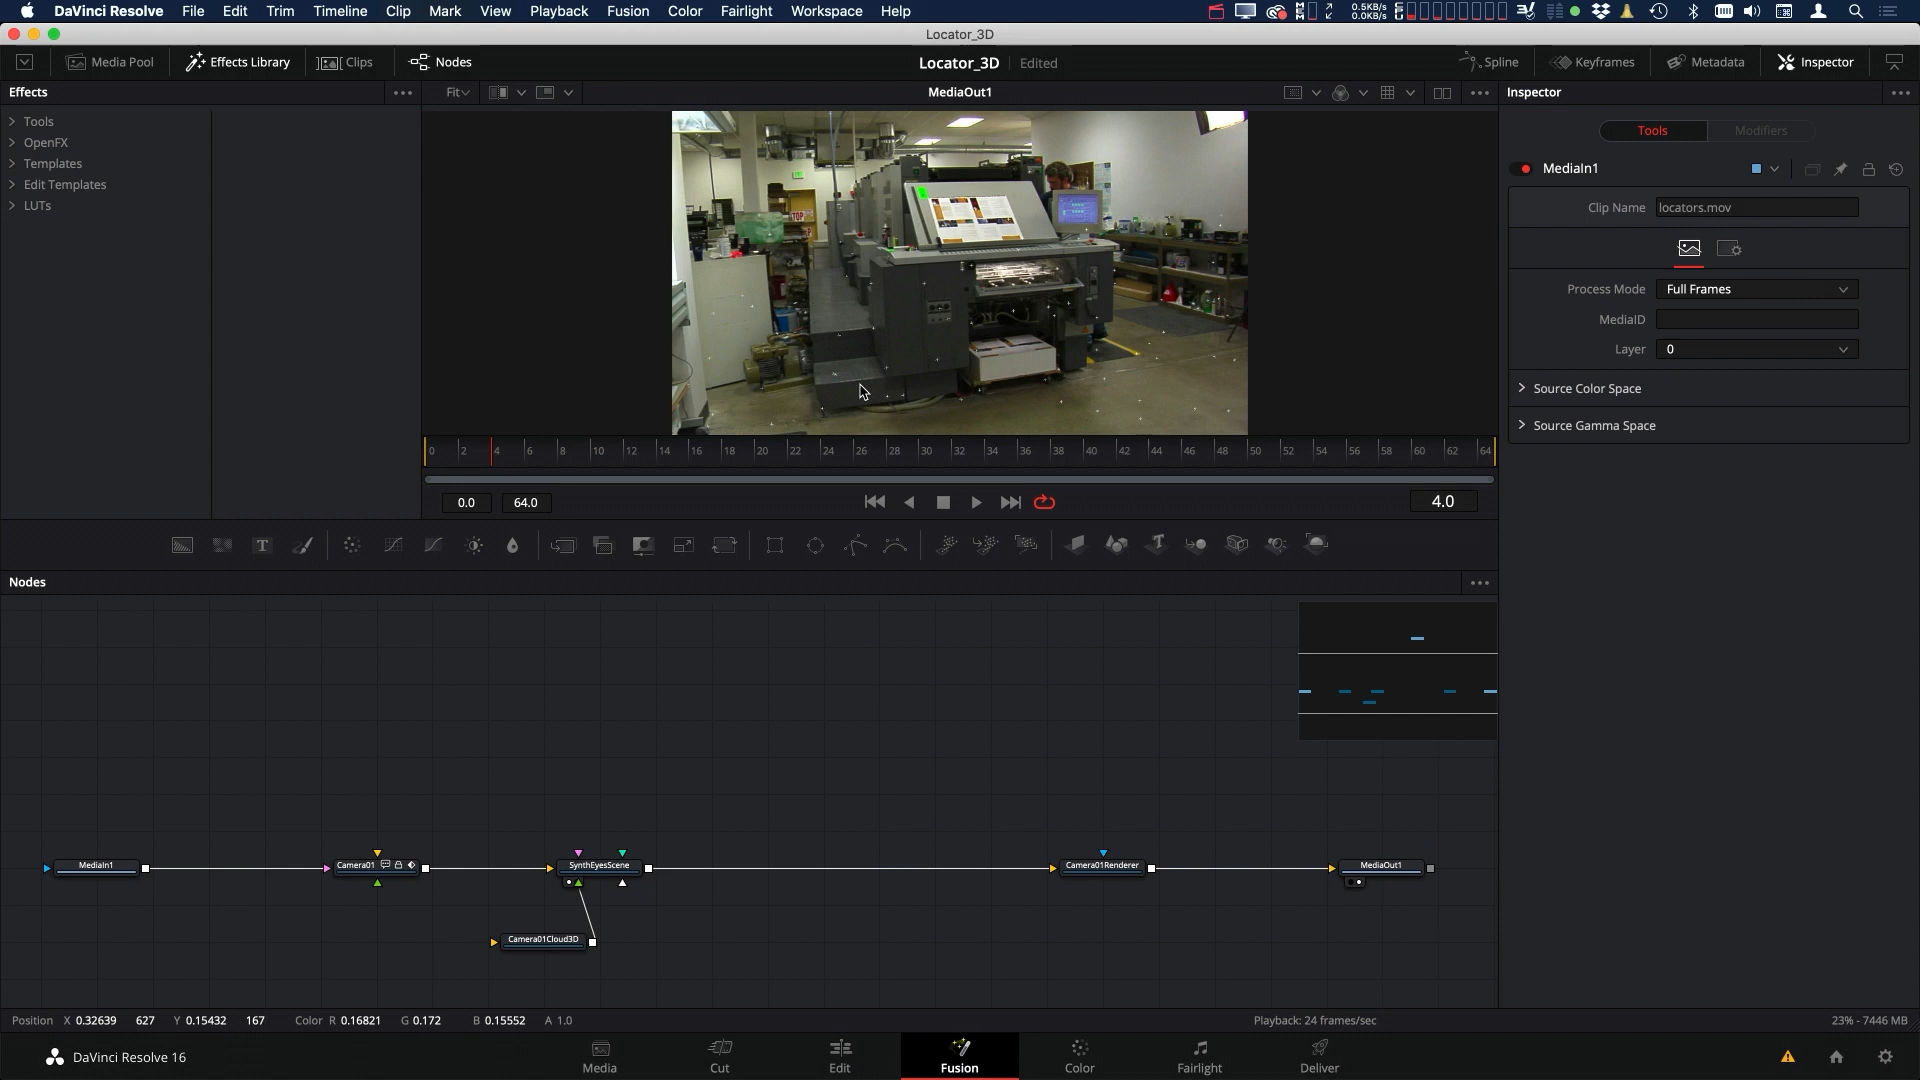 DaVinci Resolve File Edit Trim Timeline Clip Mark View Playback Fusion Color Fairlight Workspace Help 0.5KB/s
0.0KB/s
Locator_3D
Media Pool Effects Library Clips Nodes Locator_3D Edited Spline Keyframes Metadata Inspector
Effects Fit MediaOut1 Inspector
Tools
OpenFX
Templates
Edit Templates
LUTs
Tools Modifiers
MediaIn1
Clip Name locators.mov
Process Mode Full Frames
MediaID
Layer 0
Source Color Space
Source Gamma Space
0 2 4 6 8 10 12 14 16 18 20 22 24 26 28 30 32 34 36 38 40 42 44 46 48 50 52 54 56 58 60 62 64
0.0 64.0 4.0
Nodes
MediaIn1 Camera01 SynthEyesScene Camera01Renderer MediaOut1
Camera01Cloud3D
Position X 0.32639 627 Y 0.15432 167 Color R 0.16821 G 0.172 B 0.15552 A 1.0 Playback: 24 frames/sec 23% - 7446 MB
DaVinci Resolve 16 Media Cut Edit Fusion Color Fairlight Deliver